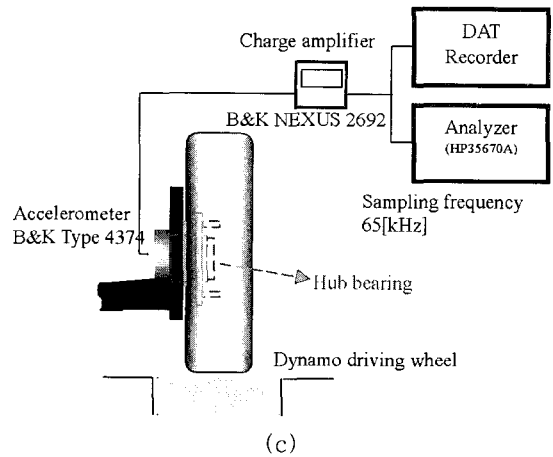 DAT
Recorder
Charge amplifier
B&K NEXUS 2692
Analyzer
(HP35670A)
Sampling frequency
65[kHz]
Accelerometer
B&K Type 4374
Hub bearing
Dynamo driving wheel
(c)